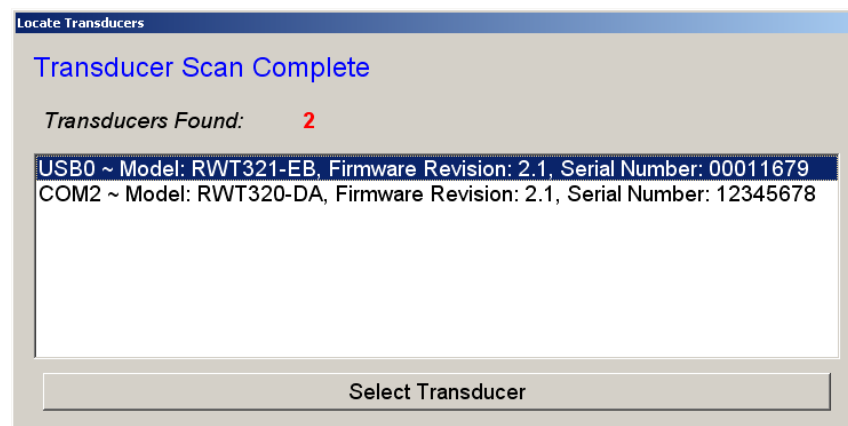 Locate Transducers
Transducer Scan Complete
Transducers Found: 2
USB0 ~ Model: RWT321-EB, Firmware Revision: 2.1, Serial Number: 00011679
COM2 ~ Model: RWT320-DA, Firmware Revision: 2.1, Serial Number: 12345678
Select Transducer